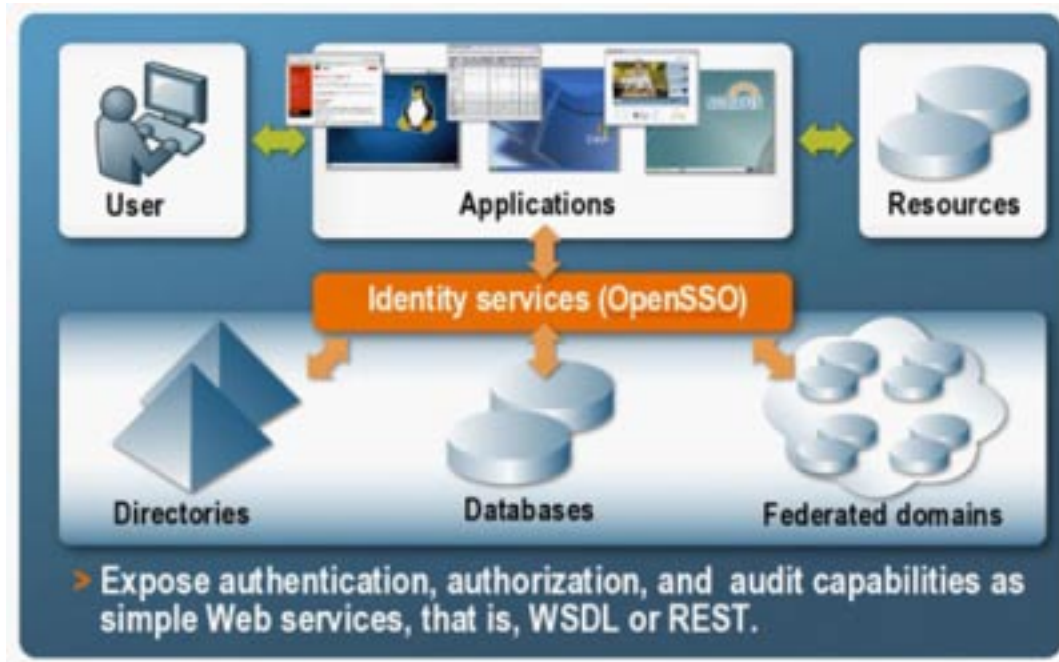 User
Applications
Resources
Identity services (OpenSSO)
Directories
Databases
Federated domains
> Expose authentication, authorization, and audit capabilities as
simple Web services, that is, WSDL or REST.